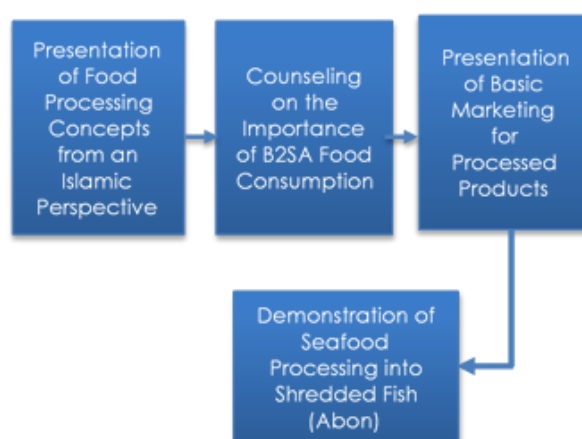 Presentation
of Food
Processing
Concepts
from an
Islamic
Perspective
Counseling
on the
Importance
of B2SA Food
Consumption
Presentation
of Basic
Marketing
for
Processed
Products
Demonstration of
Seafood
Processing into
Shredded Fish
(Abon)